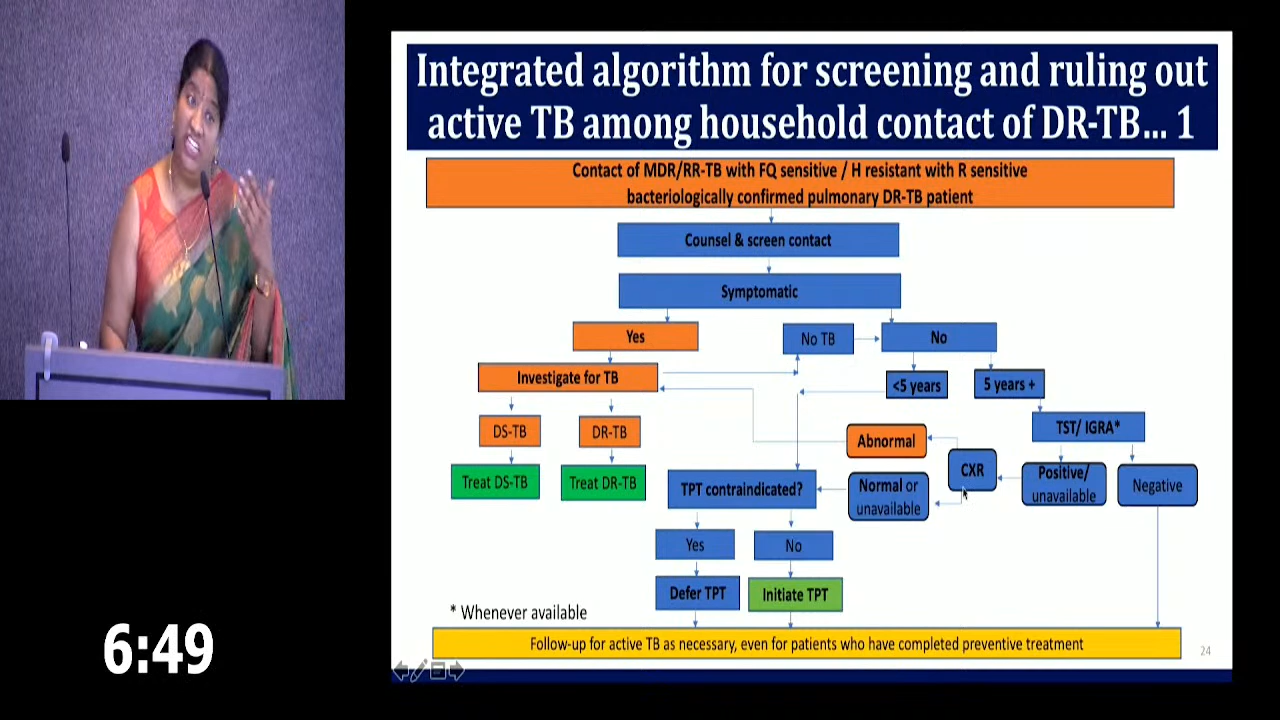 Integrated algorithm for screening and ruling out
active TB among household contact of DR-TB... 1
Contact of MDR/RR-TB with FQ sensitive / H resistant with R sensitive
bacteriologically confirmed pulmonary DR-TB patient
Counsel & screen contact
Symptomatic
Yes
No TB
No
Investigate for TB
<5 years
5 years +
DS-TB
DR-TB
TST/ IGRA*
Abnormal
CXR
Treat DS-TB
Treat DR-TB
TPT contraindicated?
Normal or
unavailable
Positive/
unavailable
Negative
Yes
No
Defer TPT
Initiate TPT
* Whenever available
Follow-up for active TB as necessary, even for patients who have completed preventive treatment
24
6:49